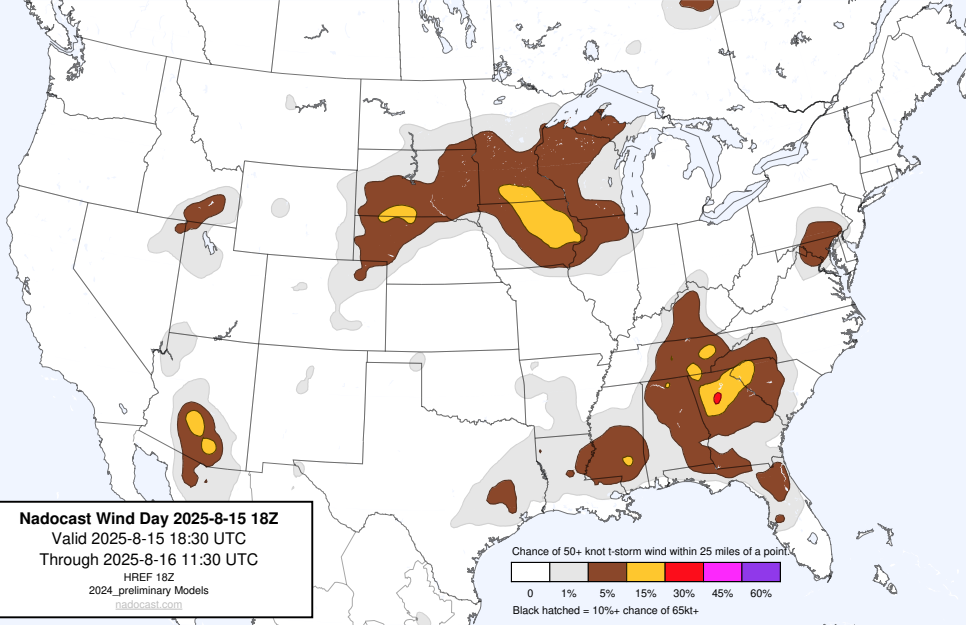 Nadocast Wind Day 2025-8-15 18Z
Valid 2025-8-15 18:30 UTC
Through 2025-8-16 11:30 UTC
HREF 18Z
2024_preliminary Models
nadocast.com
Chance of 50+ knot t-storm wind within 25 miles of a point.
0 1% 5% 15% 30% 45% 60%
Black hatched = 10%+ chance of 65kt+